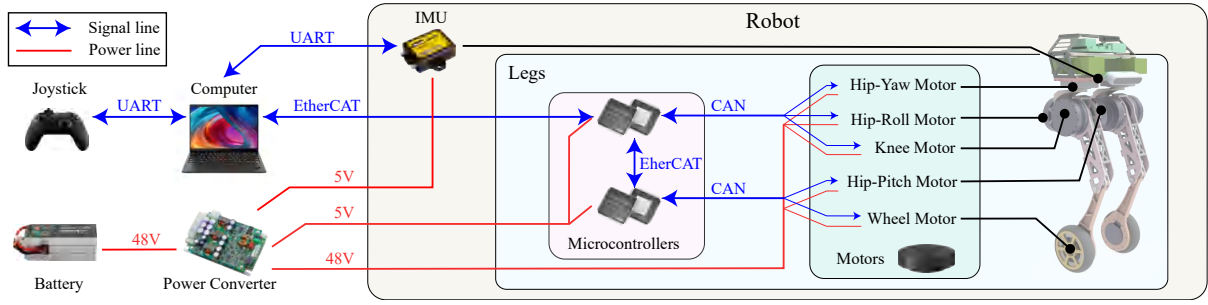 Signal line
Power line
IMU
Robot
UART
Legs
Joystick
Computer
UART
EtherCAT
CAN
Hip-Yaw Motor
Hip-Roll Motor
Knee Motor
EherCAT
5V
CAN
Hip-Pitch Motor
5V
Wheel Motor
Microcontrollers
48V
48V
Motors
Battery
Power Converter